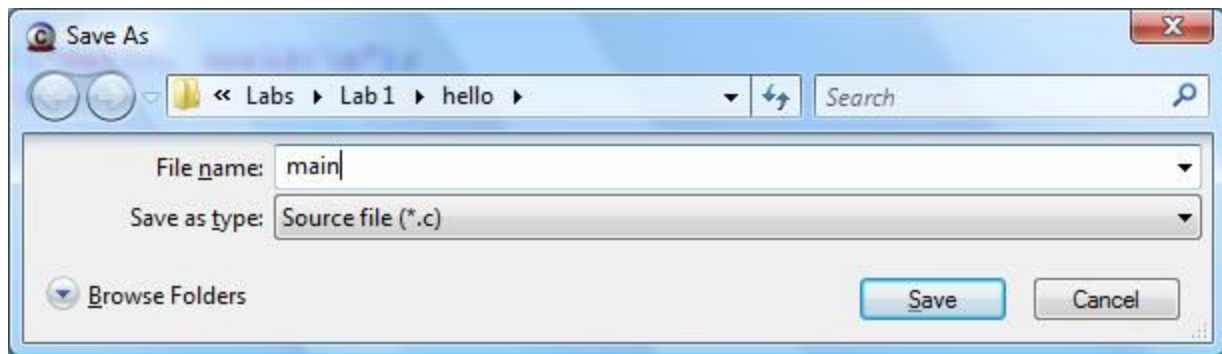 Save As
« Labs ▸ Lab 1 ▸ hello ▸ Search
File name: main
Save as type: Source file (*.c)
Browse Folders Save Cancel